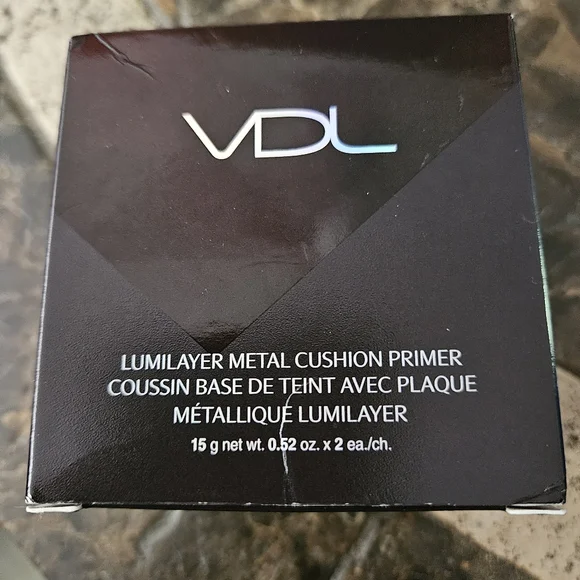 VDL
LUMILAYER METAL CUSHION PRIMER
COUSSIN BASE DE TEINT AVEC PLAQUE
MÉTALLIQUE LUMILAYER
15 g net wt. 0.52 oz. x 2 ea./ch.